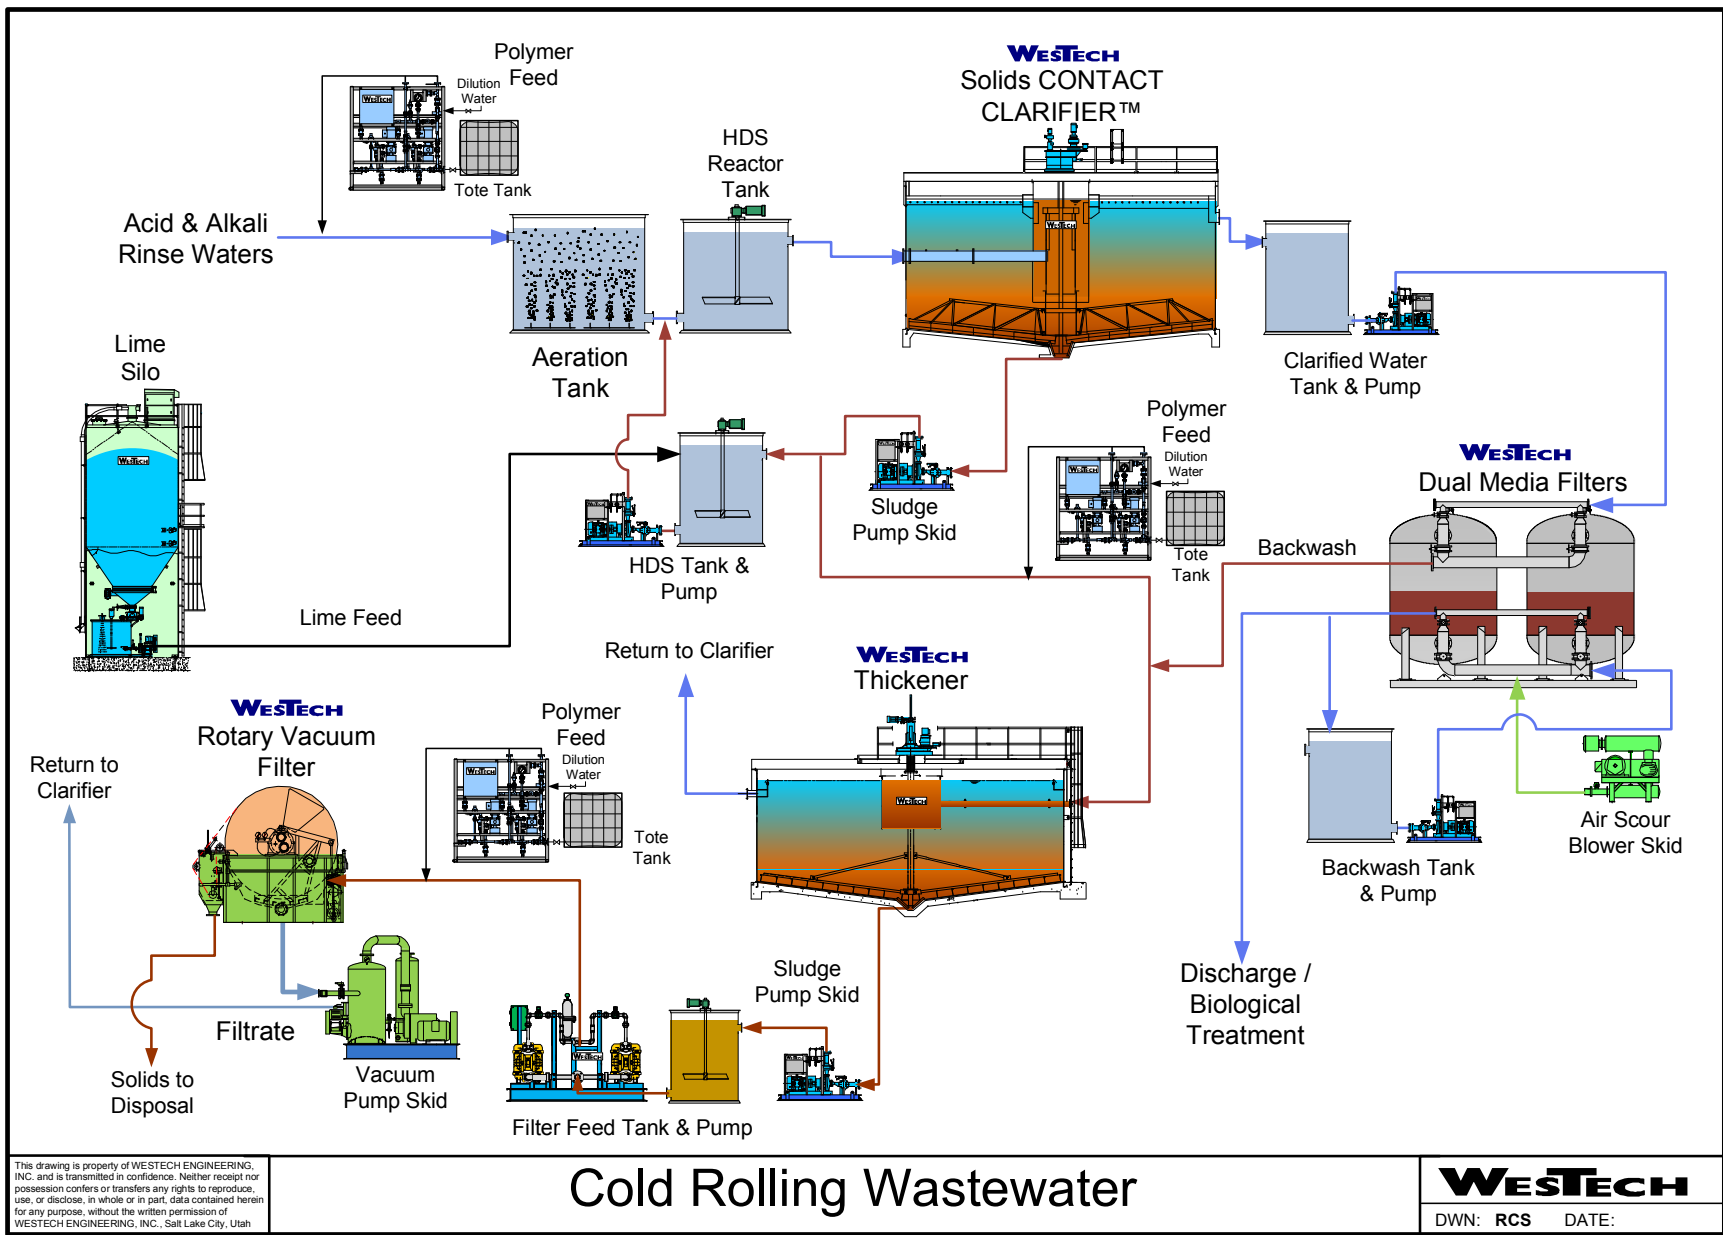 Polymer
Feed
Dilution
Water
WESTECH
Tote Tank
WESTECH
Solids CONTACT
CLARIFIER™
HDS
Reactor
Tank
Acid & Alkali
Rinse Waters
WESTECH
Aeration
Tank
Clarified Water
Tank & Pump
Lime
Silo
WESTECH
Polymer
Feed
Dilution
Water
WESTECH
Tote
Tank
WESTECH
Dual Media Filters
Sludge
Pump Skid
HDS Tank &
Pump
Backwash
Lime Feed
Return to Clarifier
WESTECH
Thickener
WESTECH
WESTECH
Rotary Vacuum
Filter
Polymer
Feed
Dilution
Water
WESTECH
Tote
Tank
Return to
Clarifier
Air Scour
Blower Skid
Backwash Tank
& Pump
Discharge /
Biological
Treatment
Sludge
Pump Skid
WESTECH
Filtrate
Vacuum
Pump Skid
Solids to
Disposal
Filter Feed Tank & Pump
This drawing is property of WESTECH ENGINEERING,
INC. and is transmitted in confidence. Neither receipt nor
possession confers or transfers any rights to reproduce,
use, or disclose, in whole or in part, data contained herein
for any purpose, without the written permission of
WESTECH ENGINEERING, INC., Salt Lake City, Utah
Cold Rolling Wastewater
WESTECH
DWN: RCS DATE: